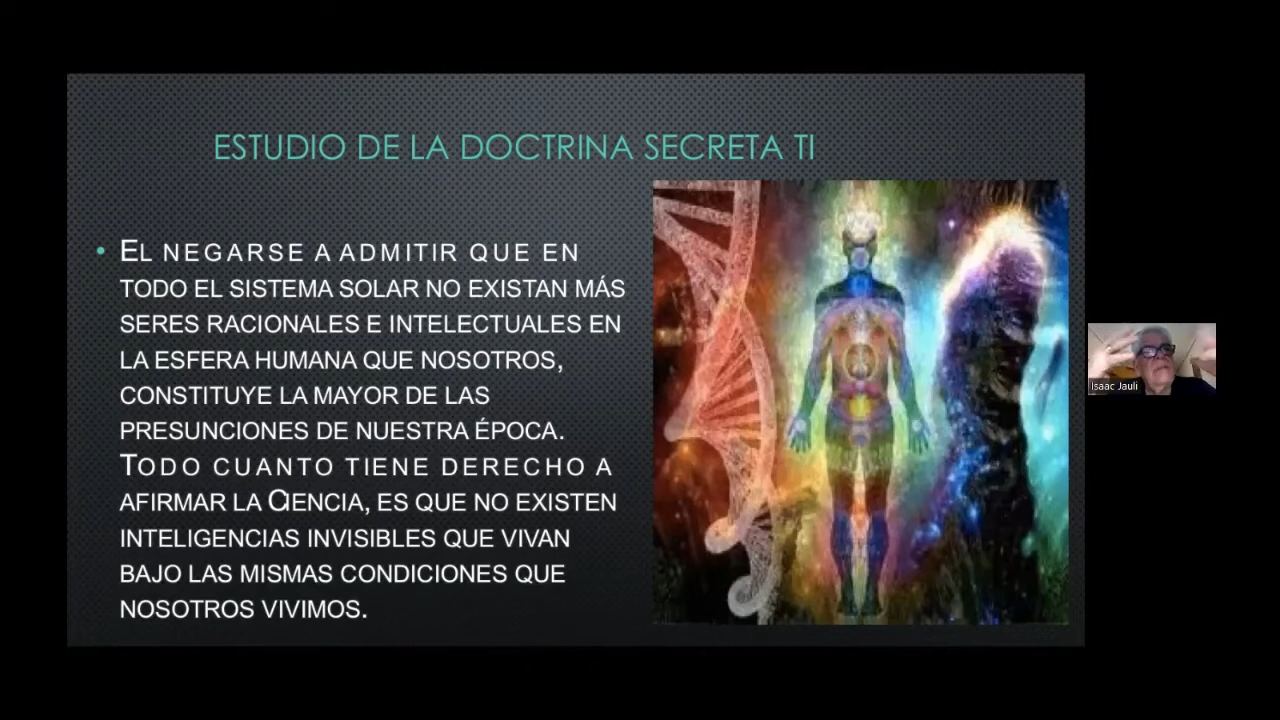 ESTUDIO DE LA DOCTRINA SECRETA TI
• EL NEGARSE A ADMITIR QUE EN
TODO EL SISTEMA SOLAR NO EXISTAN MÁS
SERES RACIONALES E INTELECTUALES EN
LA ESFERA HUMANA QUE NOSOTROS,
CONSTITUYE LA MAYOR DE LAS
PRESUNCIONES DE NUESTRA ÉPOCA.
TODO CUANTO TIENE DERECHO A
AFIRMAR LA CIENCIA, ES QUE NO EXISTEN
INTELIGENCIAS INVISIBLES QUE VIVAN
BAJO LAS MISMAS CONDICIONES QUE
NOSOTROS VIVIMOS.
Isaac Jauli